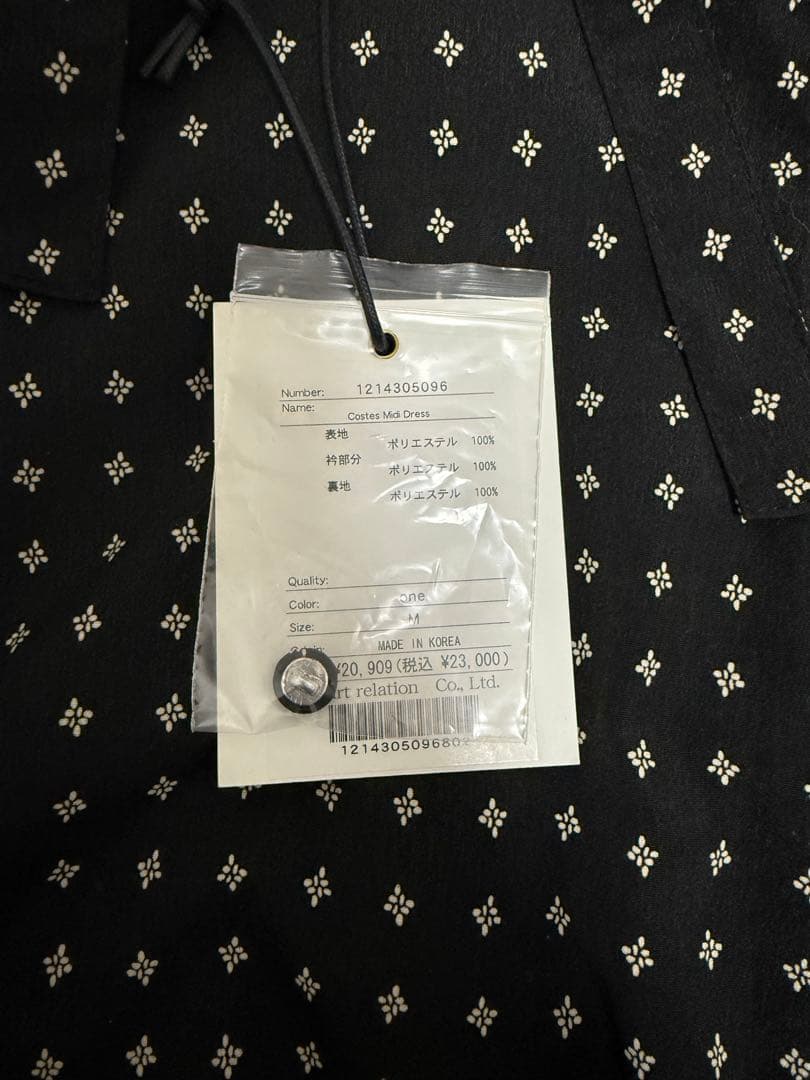 Number: 1214305096
Name: Costes Midi Dress
表地 ポリエステル 100%
衿部分 ポリエステル 100%
裏地 ポリエステル 100%
Quality:
Color: one
Size: M
MADE IN KOREA
¥20,909(税込 ¥23,000)
relation Co., Ltd.